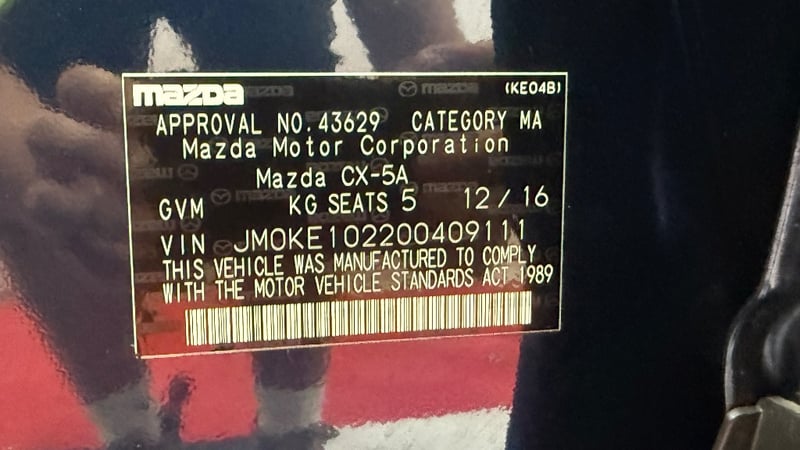 mazda (KE04B)
APPROVAL NO.43629 CATEGORY MA
Mazda Motor Corporation
Mazda CX-5A
GVM KG SEATS 5 12/16
VIN JM0KE102200409111
THIS VEHICLE WAS MANUFACTURED TO COMPLY
WITH THE MOTOR VEHICLE STANDARDS ACT 1989